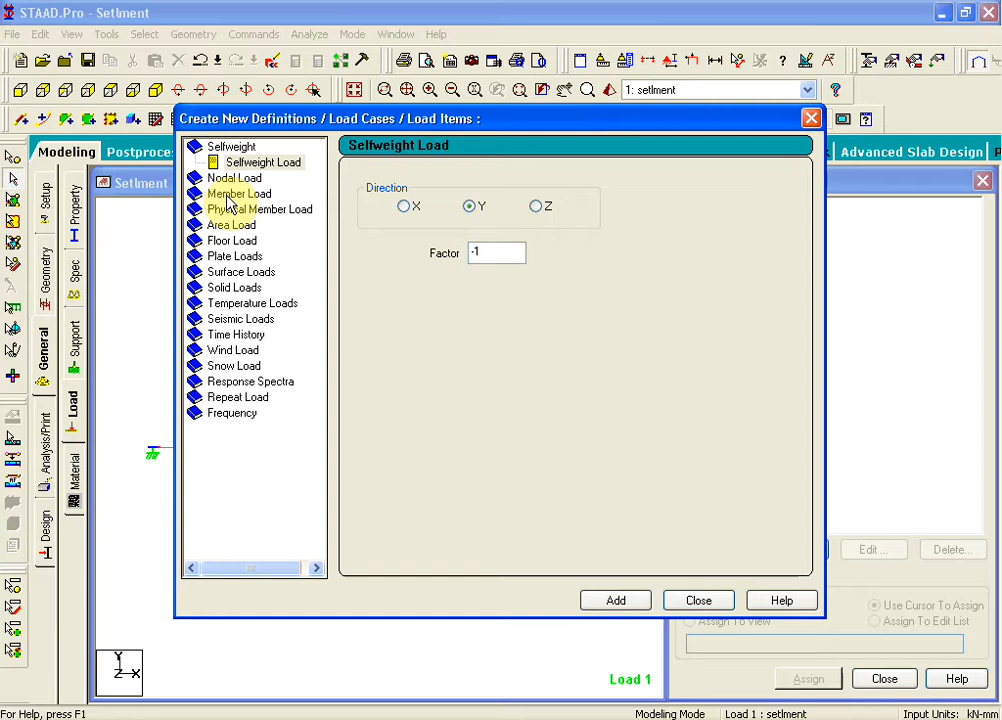 STAAD.Pro - Setlment
File Edit View Tools Select Geometry Commands Analyze Mode Window Help
1: setlment
Create New Definitions / Load Cases / Load Items :
Modeling
Postproce
Advanced Slab Design
Setlment
Setup
Geometry
General
Analysis/Print
Design
Property
Spec
Support
Load
Material
Selfweight
Selfweight Load
Nodal Load
Member Load
Physical Member Load
Area Load
Floor Load
Plate Loads
Surface Loads
Solid Loads
Temperature Loads
Seismic Loads
Time History
Wind Load
Snow Load
Response Spectra
Repeat Load
Frequency
Selfweight Load
Direction
X Y Z
Factor -1
Add Close Help
Edit ... Delete...
Use Cursor To Assign
Assign To View Assign To Edit List
Assign Close Help
Y
Z X
Load 1
For Help, press F1
Modeling Mode Load 1 : setlment Input Units: kN-mm